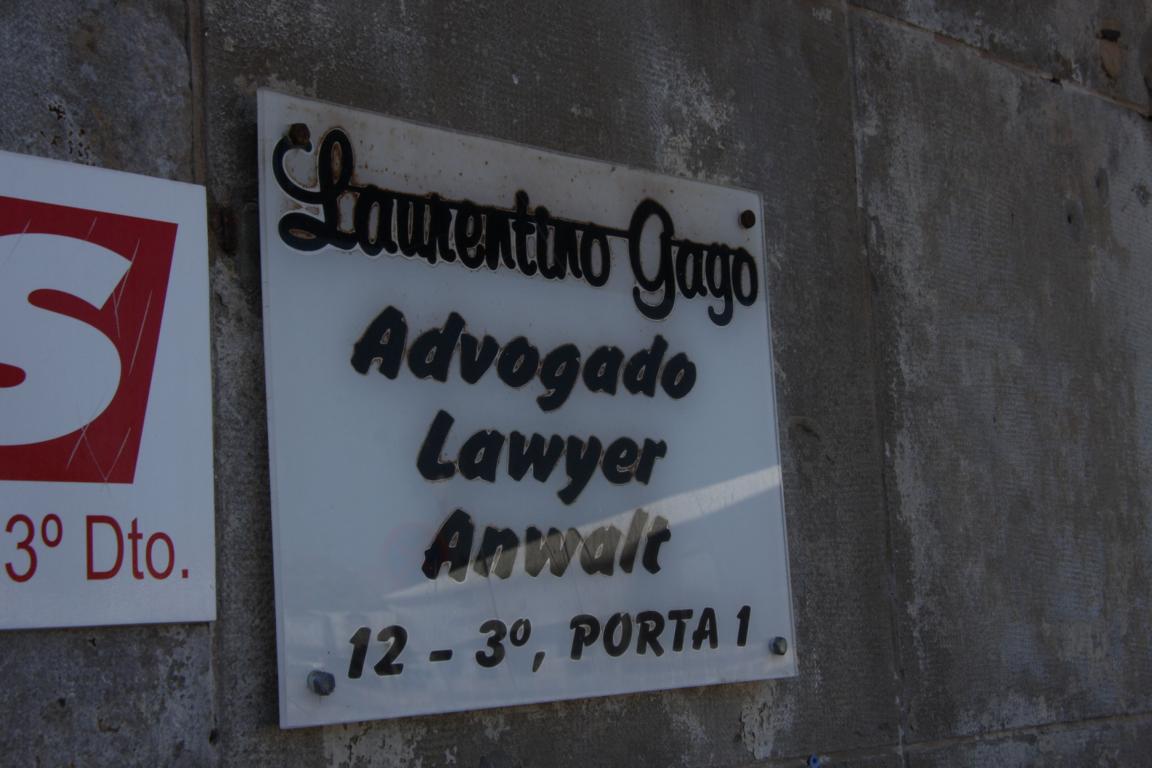 S
3º Dto.
Laurentino Gago
Advogado
Lawyer
Anwalt
12 - 3º, PORTA 1